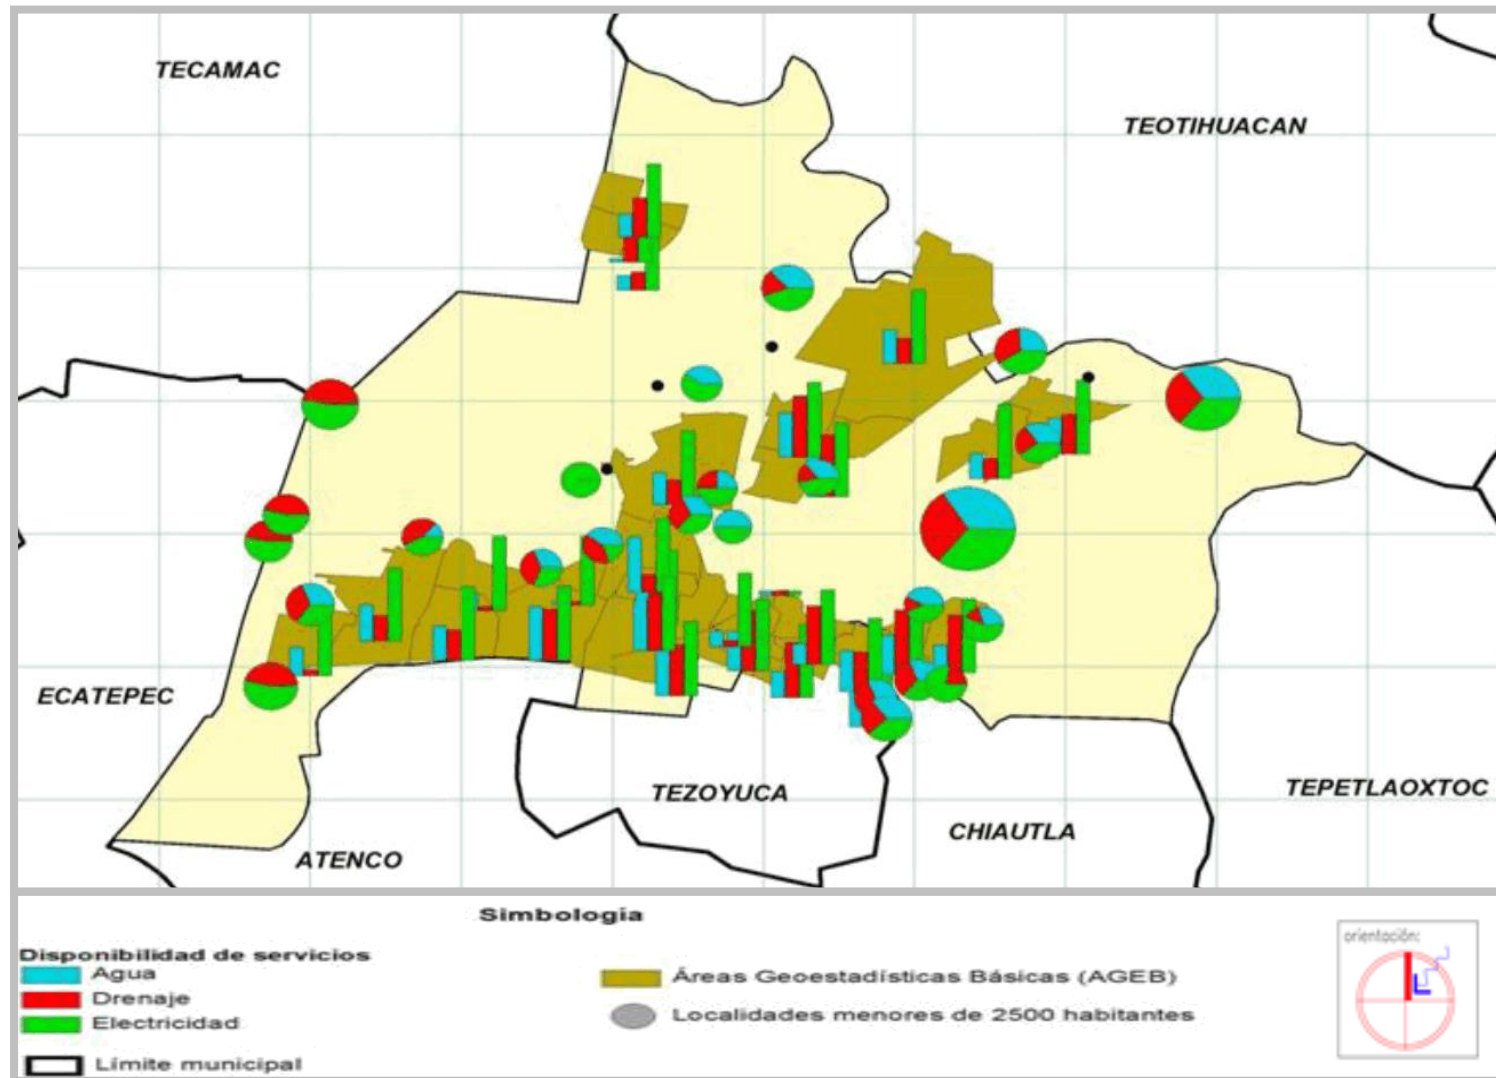 TECAMAC
TEOTIHUACAN
ECATEPEC
TEZOYUCA
TEPETLAOXTOC
CHIAUTLA
ATENCO
Simbología
Disponibilidad de servicios
Agua
Drenaje
Electricidad
Límite municipal
Áreas Geoestadísticas Básicas (AGEB)
Localidades menores de 2500 habitantes
orientación: